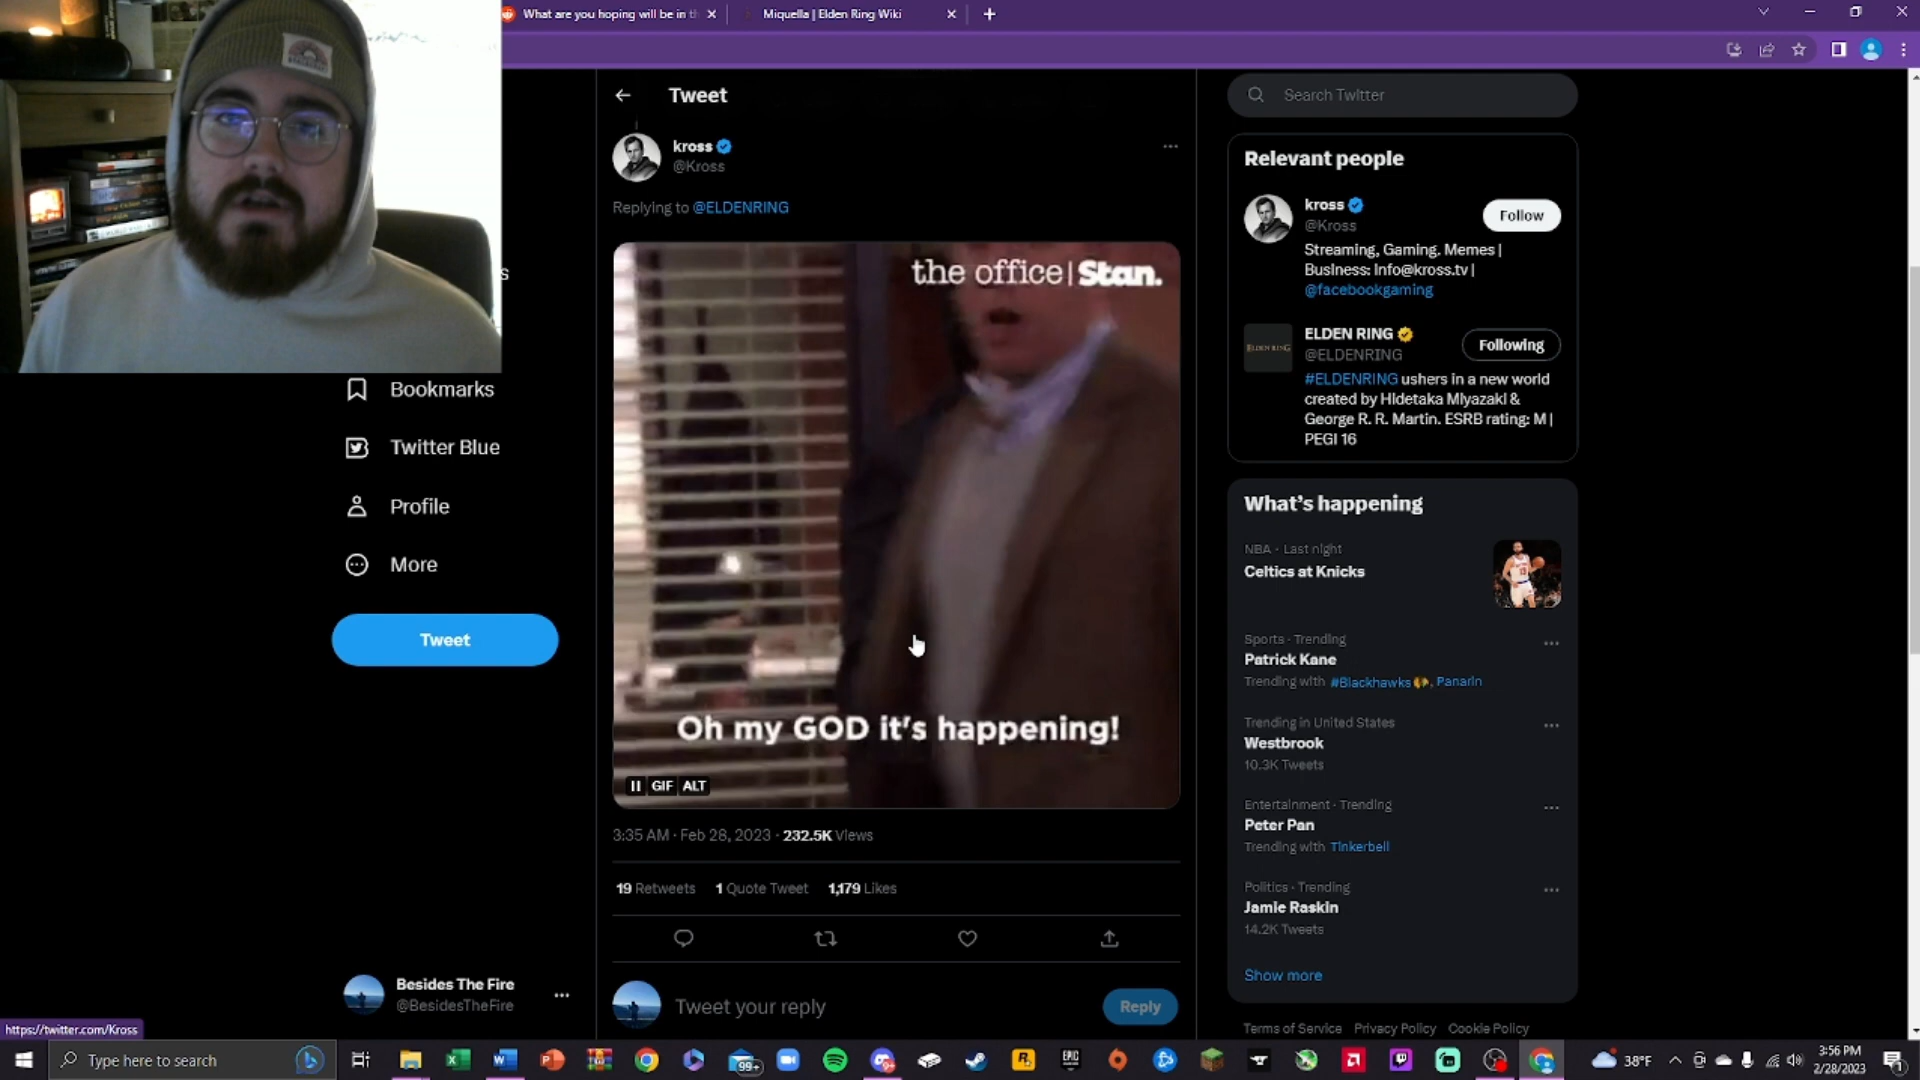 What are you hoping will be in t
Miquella | Elden Ring Wiki
Tweet
kross
@Kross
Replying to @ELDENRING
the office | Stan.
Oh my GOD it's happening!
GIF ALT
3:35 AM · Feb 28, 2023 · 232.5K Views
19 Retweets 1 Quote Tweet 1,179 Likes
Tweet your reply
Reply
s
Bookmarks
Twitter Blue
Profile
More
Tweet
Besides The Fire
@BesidesTheFire
Search Twitter
Relevant people
kross
@Kross
Follow
Streaming, Gaming. Memes |
Business: Info@kross.tv |
@facebookgaming
ELDEN RING
ELDEN RING
@ELDENRING
Following
#ELDENRING ushers in a new world
created by Hidetaka Miyazaki &
George R. R. Martin. ESRB rating: M |
PEGI 16
What's happening
NBA · Last night
Celtics at Knicks
Sports · Trending
Patrick Kane
Trending with #Blackhawks, Panarin
Trending in United States
Westbrook
10.3K Tweets
Entertainment · Trending
Peter Pan
Trending with Tinkerbell
Politics · Trending
Jamie Raskin
14.2K Tweets
Show more
Terms of Service Privacy Policy Cookie Policy
https://twitter.com/Kross
Type here to search
99+
EPIC
38°F
3:56 PM
2/28/2023